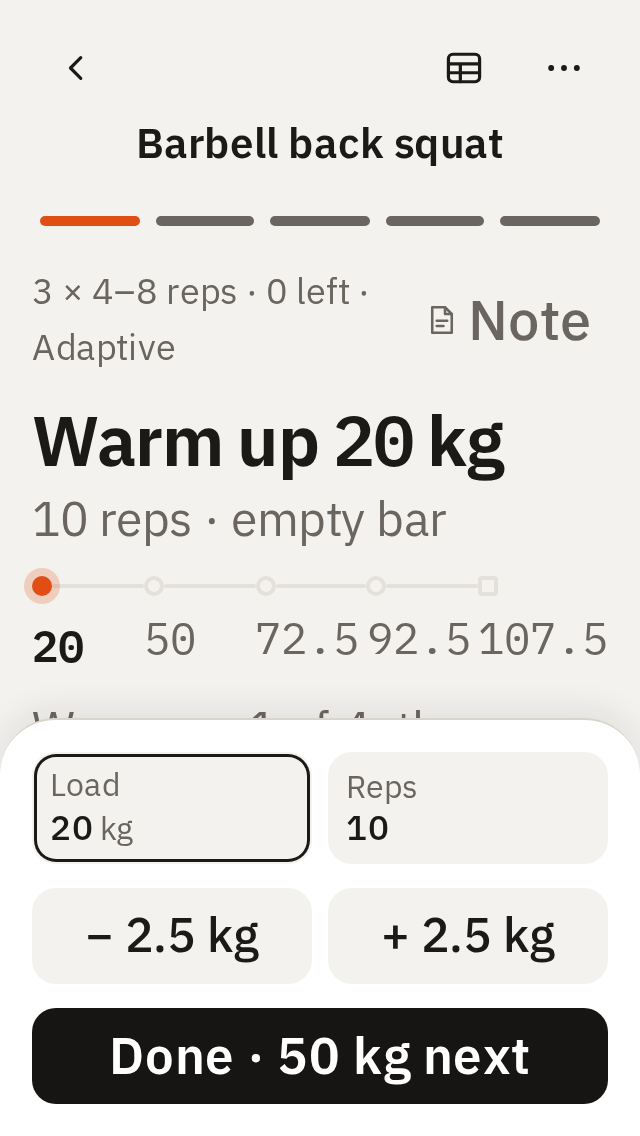 Barbell back squat
3 × 4–8 reps · 0 left ·
Adaptive
Note
Warm up 20 kg
10 reps · empty bar
20 50 72.5 92.5 107.5
Load
20 kg
Reps
10
– 2.5 kg
+ 2.5 kg
Done · 50 kg next